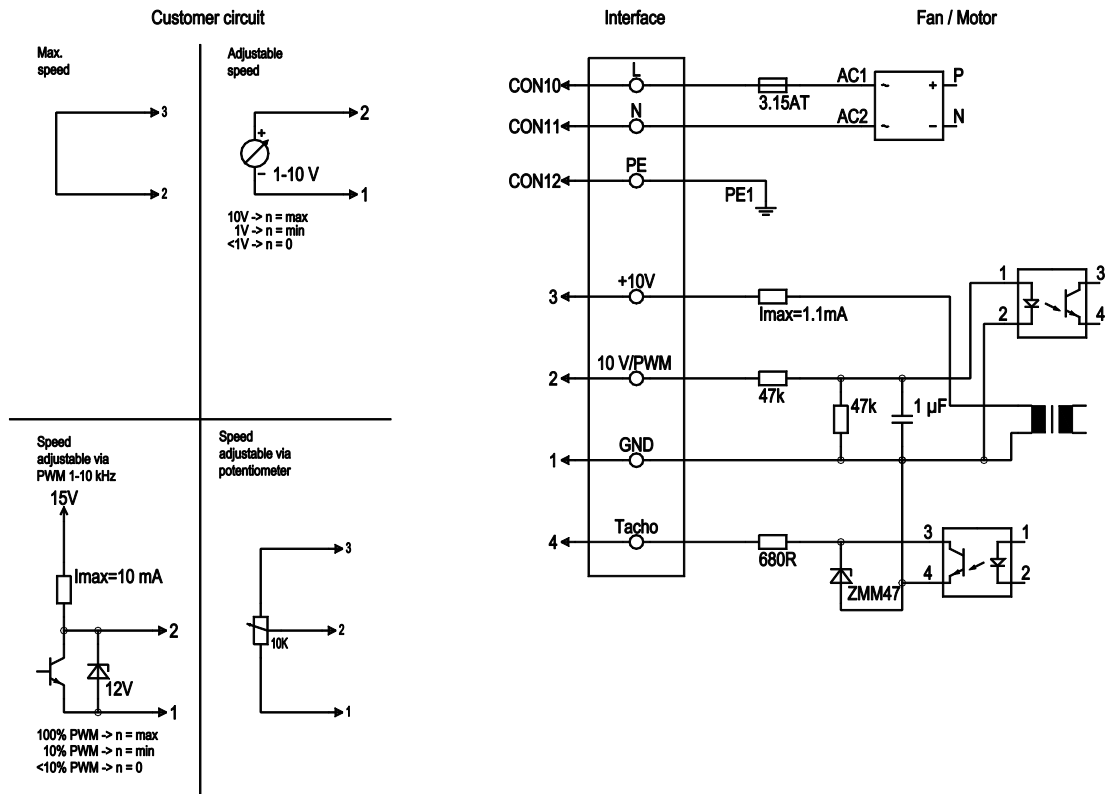 Customer circuit
Max.
speed
3
2
Adjustable
speed
2
+
–
1-10 V
1
10V -> n = max
1V -> n = min
<1V -> n = 0
Speed
adjustable via
PWM 1-10 kHz
15V
Imax=10 mA
2
12V
1
100% PWM -> n = max
10% PWM -> n = min
<10% PWM -> n = 0
Speed
adjustable via
potentiometer
3
2
10K
1
Interface
Fan / Motor
CON10
L
3.15AT
AC1
~
+
P
CON11
N
AC2
~
–
N
CON12
PE
PE1
3
+10V
Imax=1.1mA
1
2
3
4
2
10 V/PWM
47k
47k
1 µF
1
GND
4
Tacho
680R
ZMM47
3
4
1
2